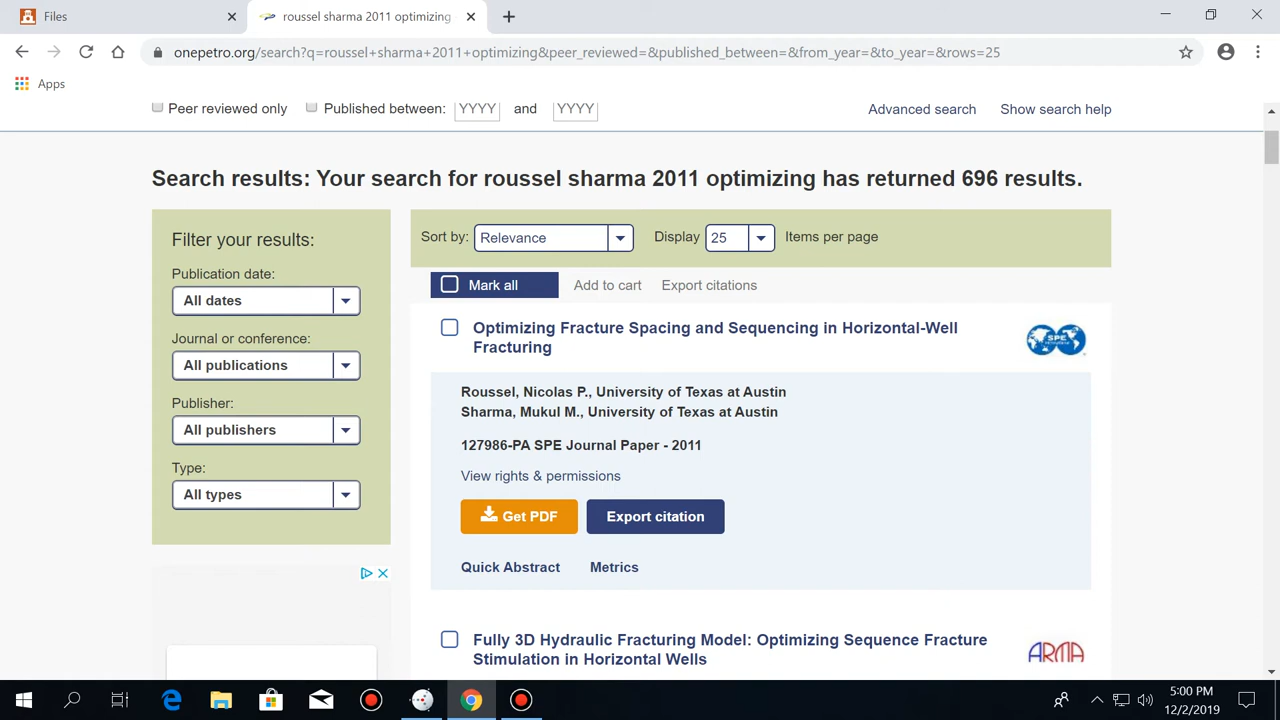 Files
roussel sharma 2011 optimizing
onepetro.org/search?q=roussel+sharma+2011+optimizing&peer_reviewed=&published_between=&from_year=&to_year=&rows=25
Apps
Peer reviewed only Published between: YYYY and YYYY Advanced search Show search help
Search results: Your search for roussel sharma 2011 optimizing has returned 696 results.
Filter your results:
Publication date:
All dates
Journal or conference:
All publications
Publisher:
All publishers
Type:
All types
Sort by: Relevance Display 25 Items per page
Mark all Add to cart Export citations
Optimizing Fracture Spacing and Sequencing in Horizontal-Well
Fracturing
SPE
Roussel, Nicolas P., University of Texas at Austin
Sharma, Mukul M., University of Texas at Austin
127986-PA SPE Journal Paper - 2011
View rights & permissions
Get PDF Export citation
Quick Abstract Metrics
Fully 3D Hydraulic Fracturing Model: Optimizing Sequence Fracture
Stimulation in Horizontal Wells
ARMA
5:00 PM
12/2/2019